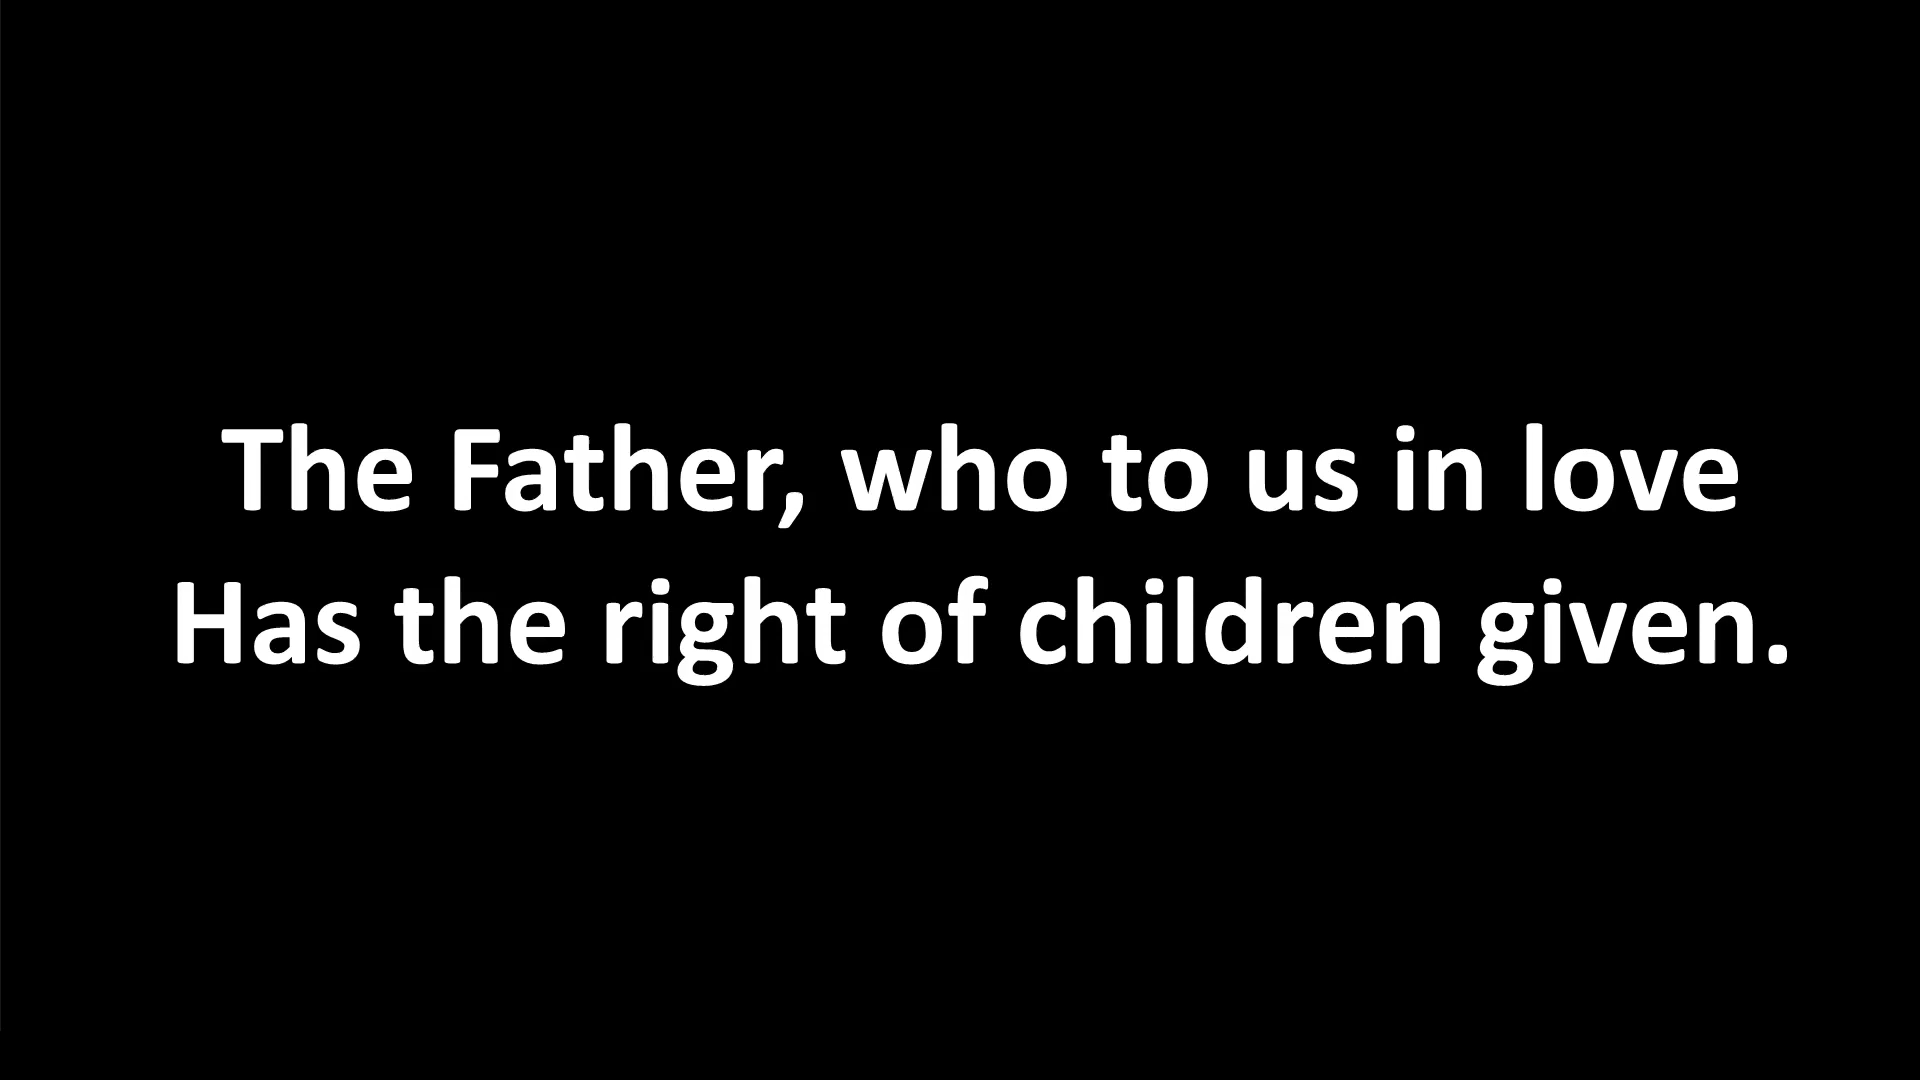 The Father, who to us in love
Has the right of children given.